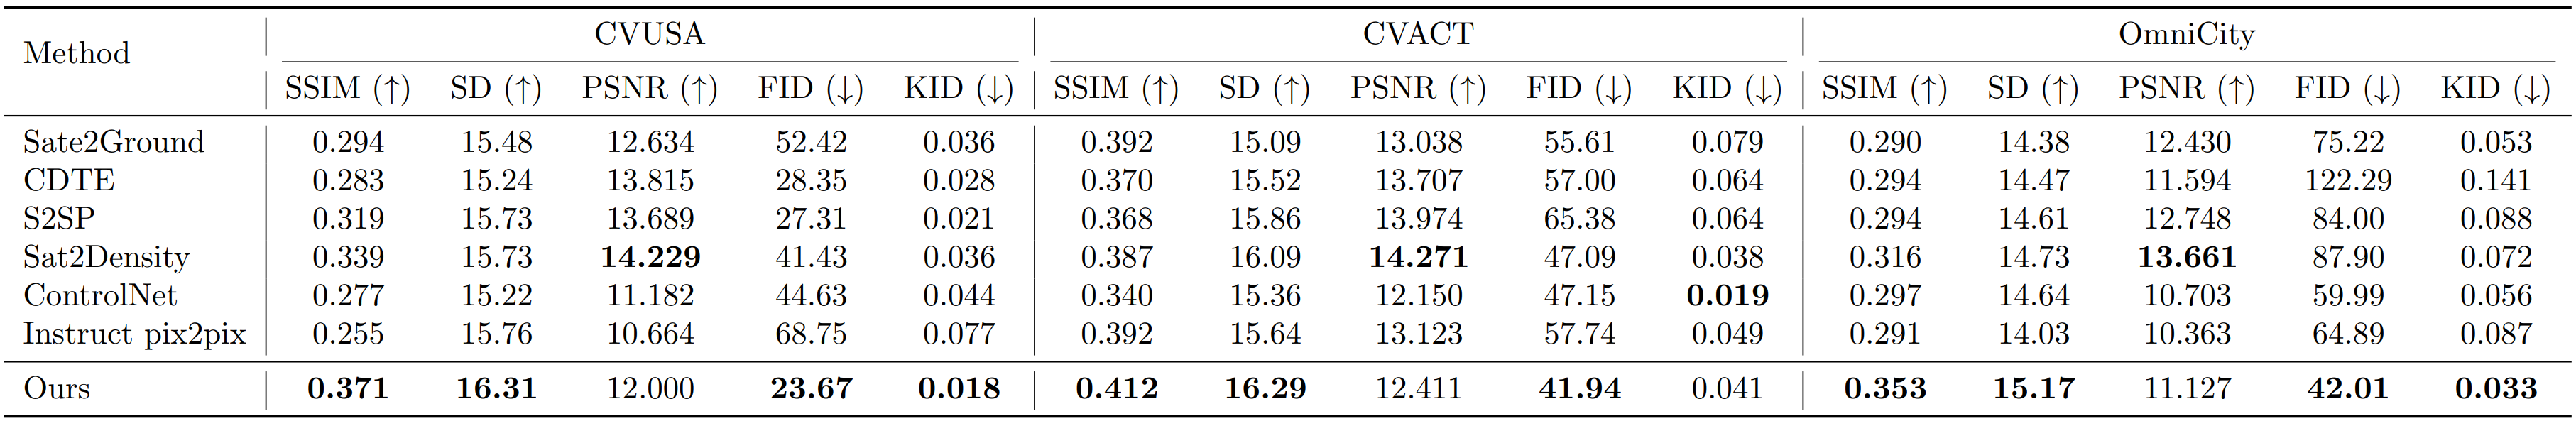 Method CVUSA CVACT OmniCity
SSIM (↑) SD (↑) PSNR (↑) FID (↓) KID (↓) SSIM (↑) SD (↑) PSNR (↑) FID (↓) KID (↓) SSIM (↑) SD (↑) PSNR (↑) FID (↓) KID (↓)
Sate2Ground 0.294 15.48 12.634 52.42 0.036 0.392 15.09 13.038 55.61 0.079 0.290 14.38 12.430 75.22 0.053
CDTE 0.283 15.24 13.815 28.35 0.028 0.370 15.52 13.707 57.00 0.064 0.294 14.47 11.594 122.29 0.141
S2SP 0.319 15.73 13.689 27.31 0.021 0.368 15.86 13.974 65.38 0.064 0.294 14.61 12.748 84.00 0.088
Sat2Density 0.339 15.73 14.229 41.43 0.036 0.387 16.09 14.271 47.09 0.038 0.316 14.73 13.661 87.90 0.072
ControlNet 0.277 15.22 11.182 44.63 0.044 0.340 15.36 12.150 47.15 0.019 0.297 14.64 10.703 59.99 0.056
Instruct pix2pix 0.255 15.76 10.664 68.75 0.077 0.392 15.64 13.123 57.74 0.049 0.291 14.03 10.363 64.89 0.087
Ours 0.371 16.31 12.000 23.67 0.018 0.412 16.29 12.411 41.94 0.041 0.353 15.17 11.127 42.01 0.033